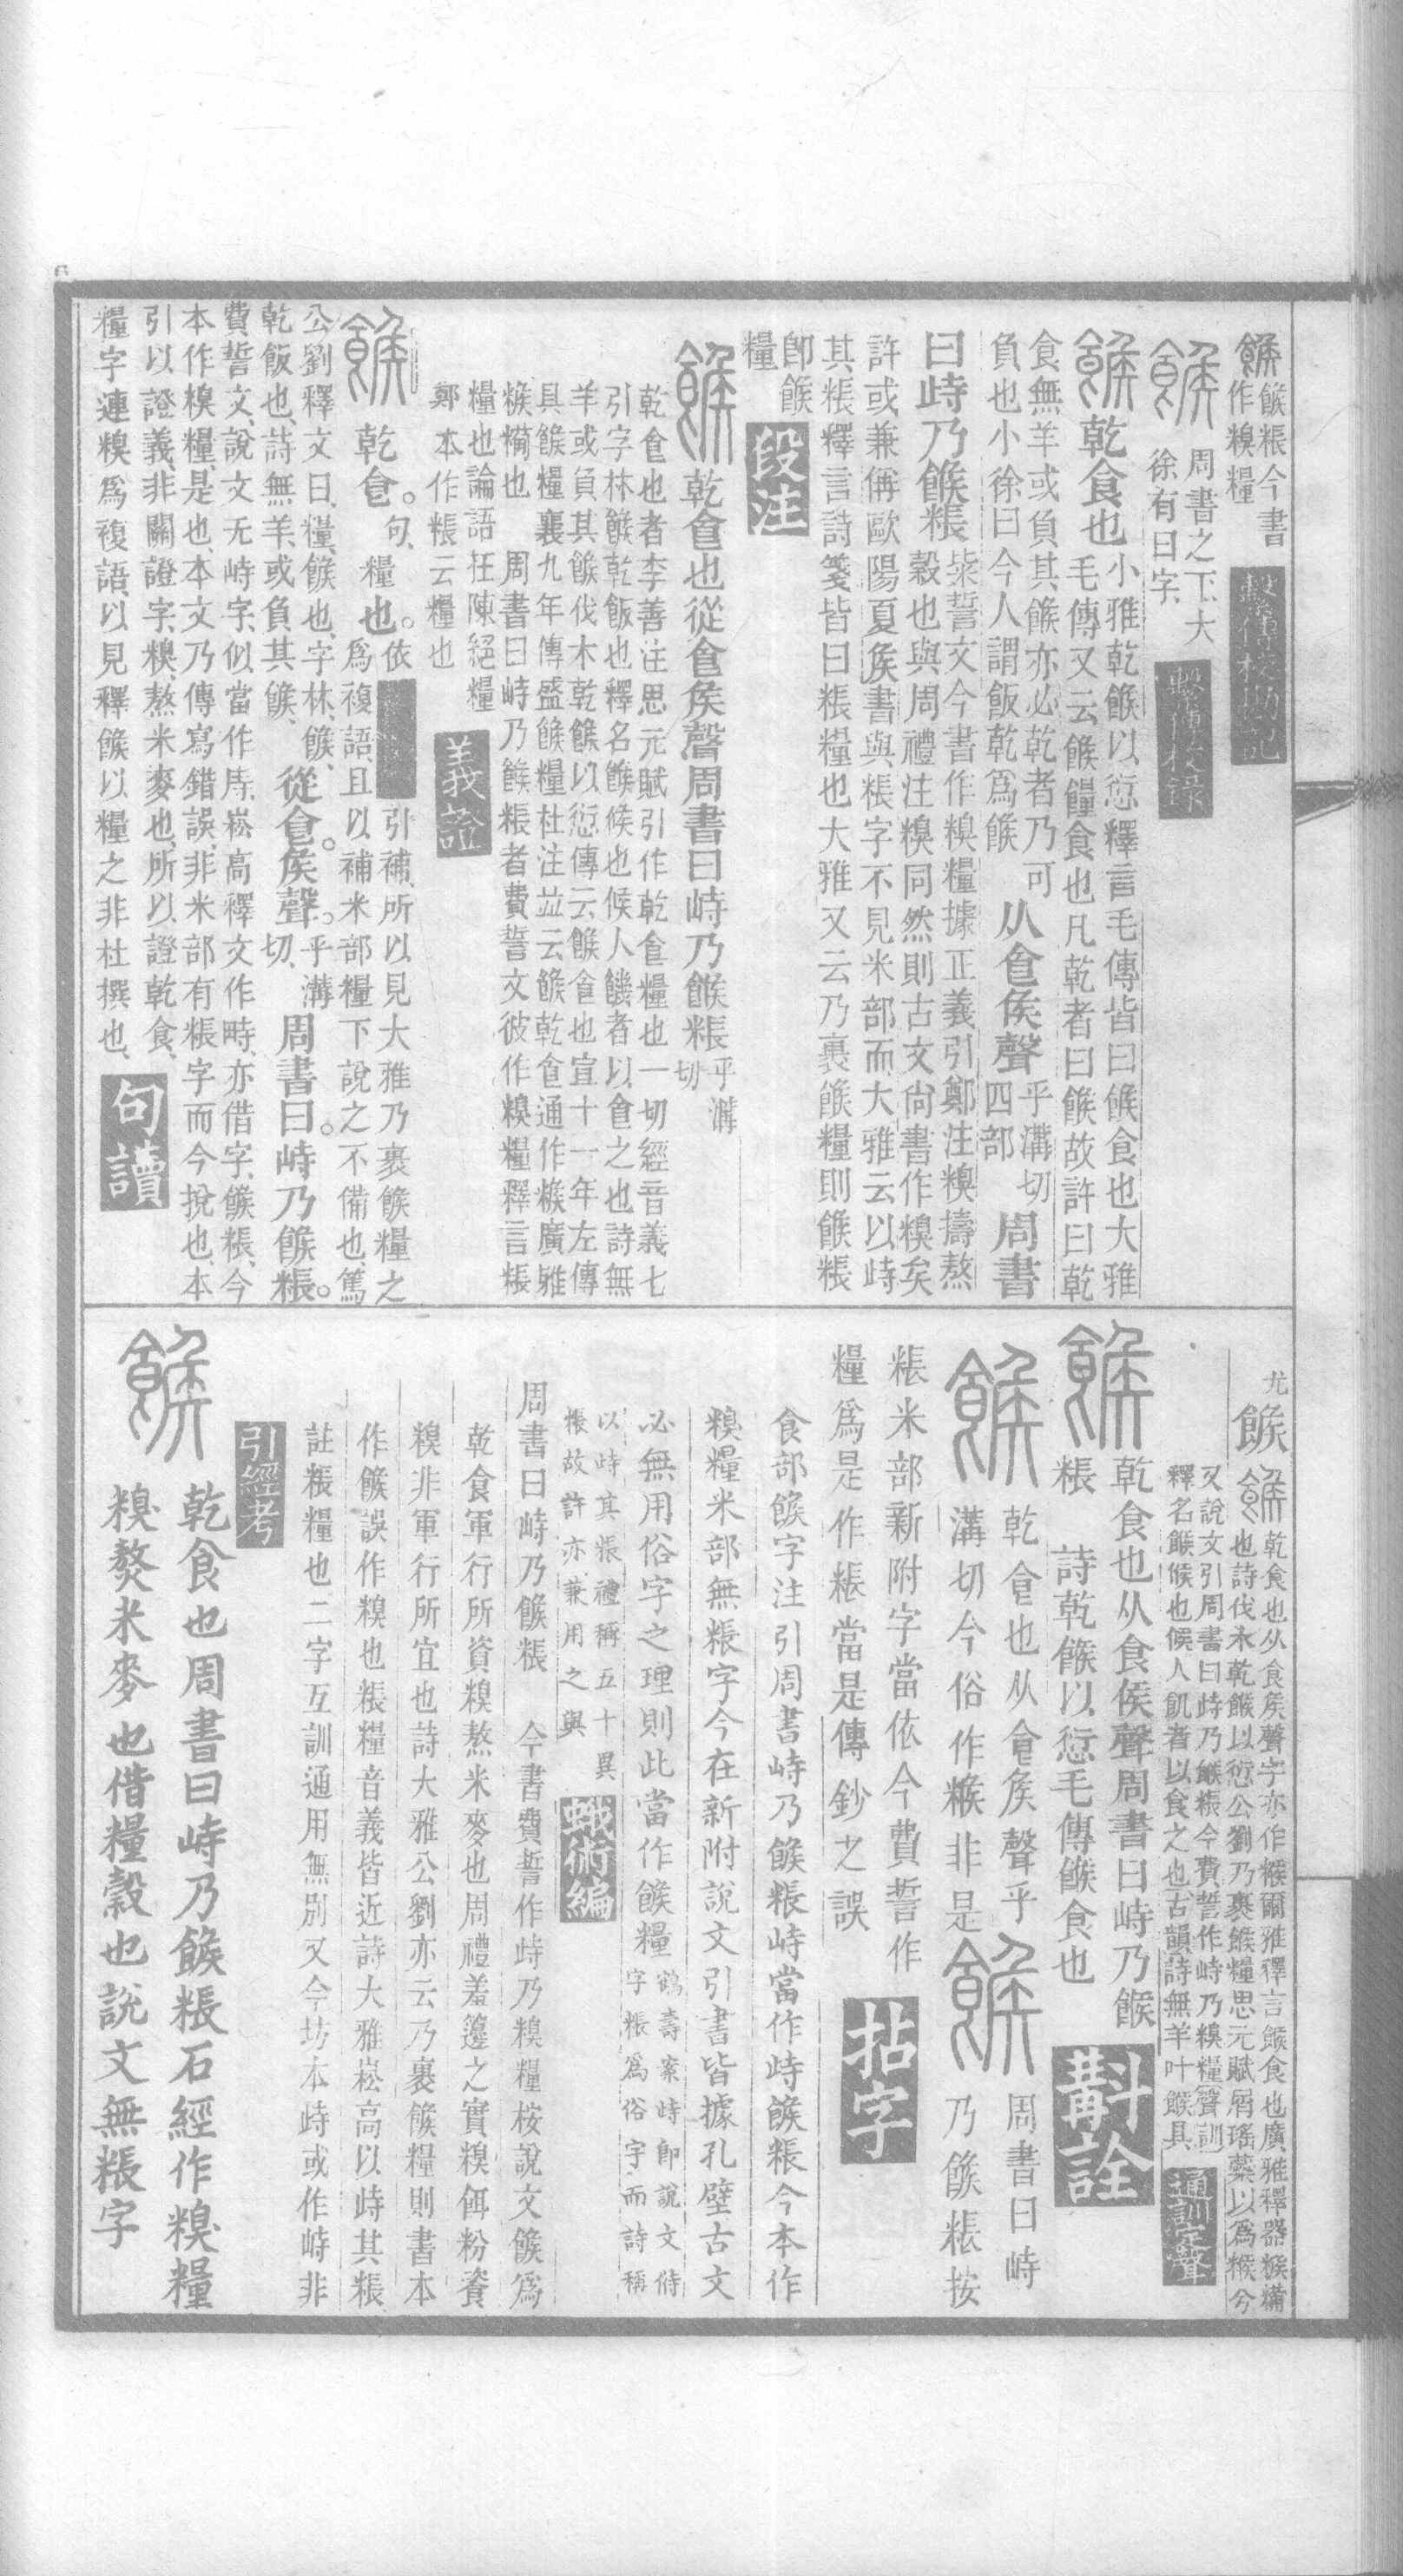 餱粻今書
作糗糧
繫傳校勘記
周書之下大
徐有曰字
繫傳校錄
乾食也
小雅乾餱以愆釋言毛傳皆曰餱食也大雅
毛傳又云餱饘食也凡乾者曰餱故許曰乾
食無羊或負其餱亦必乾者乃可
負也小徐曰今人謂飯乾爲餱
从食侯聲
乎溝切
四部
周書
曰峙乃餱粻
粊誓文今書作糗糧據正義引鄭注糗擣熬
穀也與周禮注糗同然則古文尙書作糗矣
許或兼偁歐陽夏矦書與粻字不見米部而大雅云以峙
其粻釋言詩箋皆曰粻糧也大雅又云乃裹餱糧則餱粻
卽餱
糧
段注
乾食也從食矦聲周書曰峙乃餱粻
乎溝
切
乾食也者李善注思元賦引作乾食糧也一切經音義七
引字林餱乾飯也釋名餱候也候人饑者以食之也詩無
羊或負其餱伐木乾餱以愆傳云餱食也宣十一年左傳
具餱糧襄九年傳盛餱糧杜注竝云餱乾食通作糇廣雅
糇𥻅也　周書曰峙乃餱粻者費誓文彼作糗糧釋言粻
糧也論語在陳絕糧
鄭本作粻云糧也
義證
乾食。
句
糧也。
依
引補所以見大雅乃裹餱糧之
爲複語且以補米部糧下說之不備也篤
公劉釋文曰糧餱也字林餱
乾飯也詩無羊或負其餱
從食矦聲。
乎溝
切
周書曰。峙乃餱粻。
費誓文說文无峙字似當作庤崧高釋文作畤亦借字餱粻今
本作糗糧是也本文乃傳寫錯誤非米部有粻字而今挩也本
引以證義非關證字糗熬米麥也所以證乾食
糧字連糗爲複語以見釋餱以糧之非杜撰也
句讀
尤
餱
乾食也从食矦聲字亦作糇爾雅釋言餱食也廣雅釋器糇糒
也詩伐木乾餱以愆公劉乃裹餱糧思元賦屑瑤蘂以爲糇兮
又說文引周書曰峙乃餱粻今費誓作峙乃糗糧聲訓
釋名餱候也候人飢者以食之也古韻詩無羊叶餱具
通訓定聲
乾食也从食侯聲周書曰峙乃餱
粻　詩乾餱以愆毛傳餱食也
斠詮
乾食也从食矦聲乎
溝切今俗作糇非是
周書曰峙
乃餱粻按
粻米部新附字當依今費誓作
糧爲是作粻當是傳鈔之誤
拈字
食部餱字注引周書峙乃餱粻峙當作峙餱粻今本作
糗糧米部無粻字今在新附說文引書皆據孔壁古文
必無用俗字之理則此當作餱糧
鶴壽案峙卽說文偫
字粻爲俗字而詩稱
以峙其粻禮稱五十異
粻故許亦兼用之與
蛾術編
周書曰峙乃餱粻　今書費誓作峙乃糗糧桉說文餱爲
乾食軍行所資糗熬米麥也周禮羞籩之實糗餌粉資
糗非軍行所宜也詩大雅公劉亦云乃裹餱糧則書本
作餱誤作糗也粻糧音義皆近詩大雅崧高以峙其粻
註粻糧也二字互訓通用無別又今坊本峙或作峙非
引經考
乾食也周書曰峙乃餱粻石經作糗糧
糗熬米麥也偕糧穀也說文無粻字